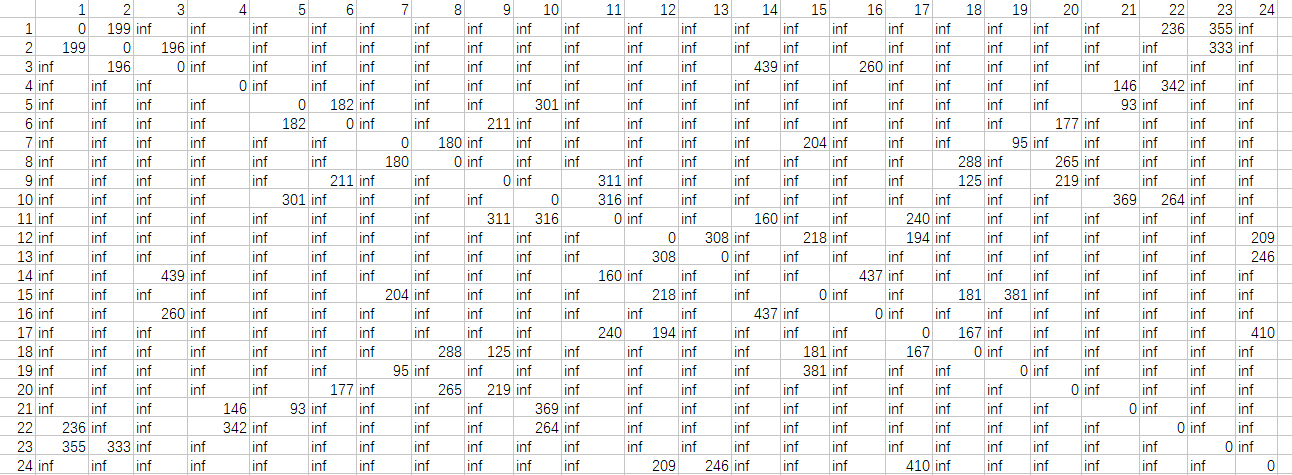 1 2 3 4 5 6 7 8 9 10 11 12 13 14 15 16 17 18 19 20 21 22 23 24
1 0 199 inf inf inf inf inf inf inf inf inf inf inf inf inf inf inf inf inf inf inf 236 355 inf
2 199 0 196 inf inf inf inf inf inf inf inf inf inf inf inf inf inf inf inf inf inf inf 333 inf
3 inf 196 0 inf inf inf inf inf inf inf inf inf inf 439 inf 260 inf inf inf inf inf inf inf inf
4 inf inf inf 0 inf inf inf inf inf inf inf inf inf inf inf inf inf inf inf inf 146 342 inf inf
5 inf inf inf inf 0 182 inf inf inf 301 inf inf inf inf inf inf inf inf inf inf 93 inf inf inf
6 inf inf inf inf 182 0 inf inf 211 inf inf inf inf inf inf inf inf inf inf 177 inf inf inf inf
7 inf inf inf inf inf inf 0 180 inf inf inf inf inf inf 204 inf inf inf 95 inf inf inf inf inf
8 inf inf inf inf inf inf 180 0 inf inf inf inf inf inf inf inf inf 288 inf 265 inf inf inf inf
9 inf inf inf inf inf 211 inf inf 0 inf 311 inf inf inf inf inf inf 125 inf 219 inf inf inf inf
10 inf inf inf inf 301 inf inf inf inf 0 316 inf inf inf inf inf inf inf inf inf 369 264 inf inf
11 inf inf inf inf inf inf inf inf 311 316 0 inf inf 160 inf inf 240 inf inf inf inf inf inf inf
12 inf inf inf inf inf inf inf inf inf inf inf 0 308 inf 218 inf 194 inf inf inf inf inf inf 209
13 inf inf inf inf inf inf inf inf inf inf inf 308 0 inf inf inf inf inf inf inf inf inf inf 246
14 inf inf 439 inf inf inf inf inf inf inf 160 inf inf inf inf 437 inf inf inf inf inf inf inf inf
15 inf inf inf inf inf inf 204 inf inf inf inf 218 inf inf 0 inf inf 181 381 inf inf inf inf inf
16 inf inf 260 inf inf inf inf inf inf inf inf inf inf 437 inf 0 inf inf inf inf inf inf inf inf
17 inf inf inf inf inf inf inf inf inf inf 240 194 inf inf inf inf 0 167 inf inf inf inf inf 410
18 inf inf inf inf inf inf inf 288 125 inf inf inf inf inf 181 inf 167 0 inf inf inf inf inf inf
19 inf inf inf inf inf inf 95 inf inf inf inf inf inf inf 381 inf inf inf 0 inf inf inf inf inf
20 inf inf inf inf inf 177 inf 265 219 inf inf inf inf inf inf inf inf inf inf 0 inf inf inf inf
21 inf inf inf 146 93 inf inf inf inf 369 inf inf inf inf inf inf inf inf inf inf 0 inf inf inf
22 236 inf inf 342 inf inf inf inf inf 264 inf inf inf inf inf inf inf inf inf inf inf 0 inf inf
23 355 333 inf inf inf inf inf inf inf inf inf inf inf inf inf inf inf inf inf inf inf inf 0 inf
24 inf inf inf inf inf inf inf inf inf inf inf 209 246 inf inf inf 410 inf inf inf inf inf inf 0